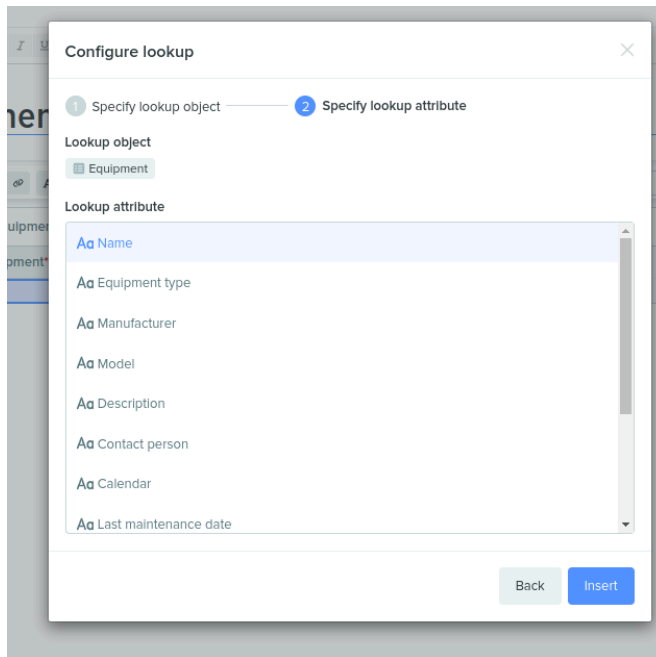 Configure lookup
1 Specify lookup object
2 Specify lookup attribute
Lookup object
Equipment
Lookup attribute
Aa Name
Aa Equipment type
Aa Manufacturer
Aa Model
Aa Description
Aa Contact person
Aa Calendar
Aa Last maintenance date
Back
Insert